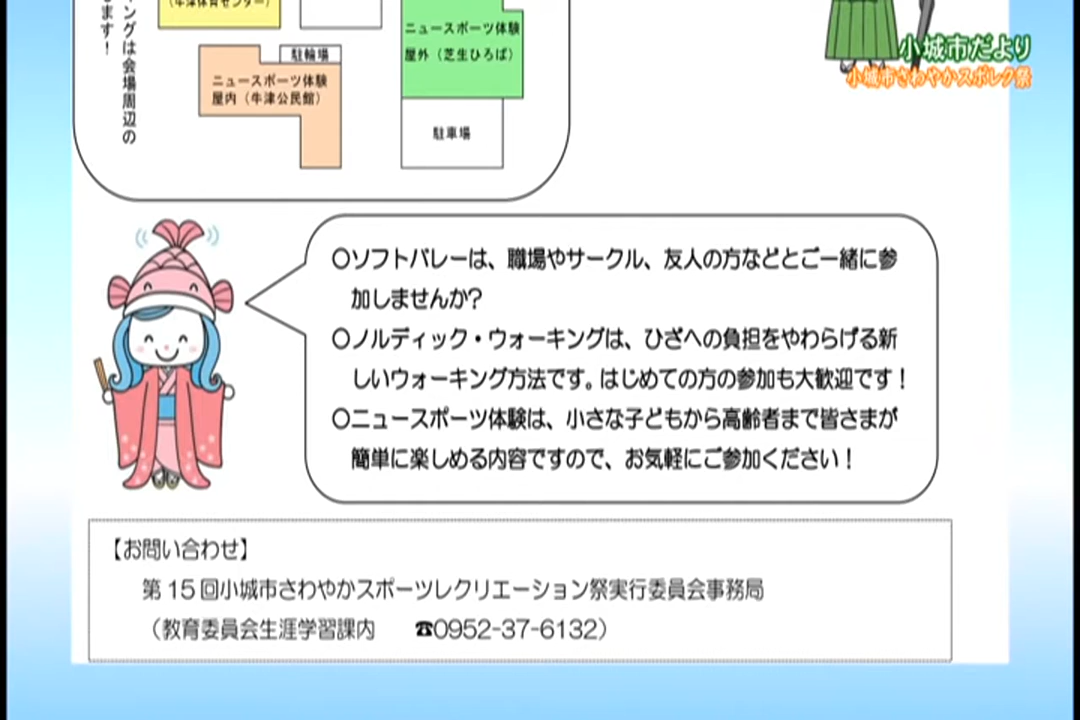 （牛津体育センター）
ニュースポーツ体験
屋外（芝生ひろば）
駐輪場
ニュースポーツ体験
屋内（牛津公民館）
駐車場
ングは会場周辺の
ます！
小城市だより
小城市さわやかスポレク祭
〇ソフトバレーは、職場やサークル、友人の方などとご一緒に参
加しませんか？
〇ノルディック・ウォーキングは、ひざへの負担をやわらげる新
しいウォーキング方法です。はじめての方の参加も大歓迎です！
〇ニュースポーツ体験は、小さな子どもから高齢者まで皆さまが
簡単に楽しめる内容ですので、お気軽にご参加ください！
【お問い合わせ】
第15回小城市さわやかスポーツレクリエーション祭実行委員会事務局
（教育委員会生涯学習課内　☎0952-37-6132）